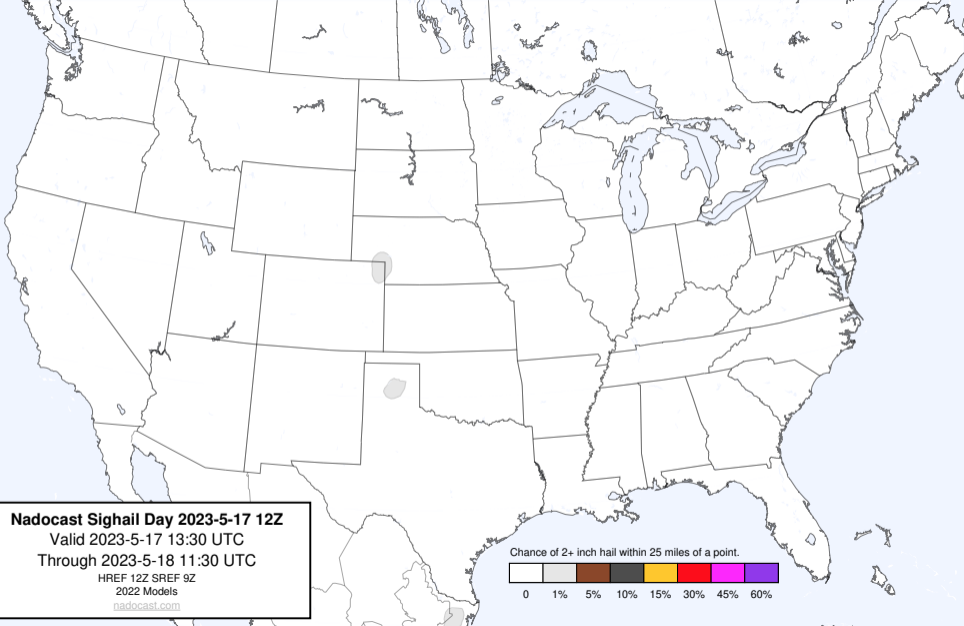 Nadocast Sighail Day 2023-5-17 12Z
Valid 2023-5-17 13:30 UTC
Through 2023-5-18 11:30 UTC
HREF 12Z SREF 9Z
2022 Models
nadocast.com
Chance of 2+ inch hail within 25 miles of a point.
0 1% 5% 10% 15% 30% 45% 60%